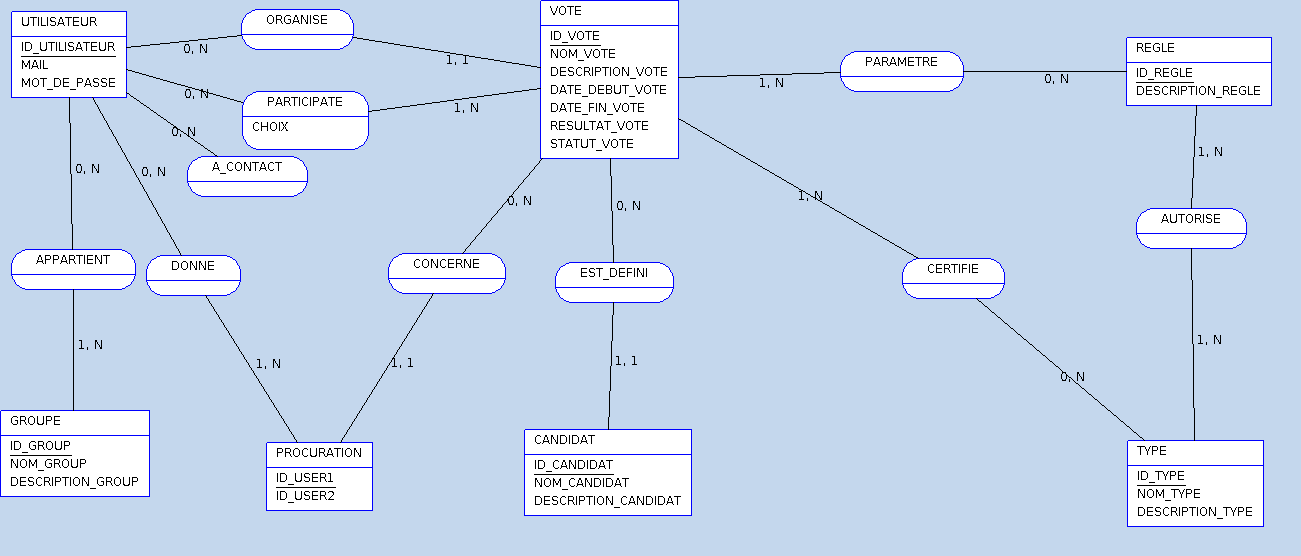 UTILISATEUR
ID_UTILISATEUR
MAIL
MOT_DE_PASSE
ORGANISE
0, N
1, 1
PARTICIPATE
CHOIX
0, N
1, N
A_CONTACT
0, N
VOTE
ID_VOTE
NOM_VOTE
DESCRIPTION_VOTE
DATE_DEBUT_VOTE
DATE_FIN_VOTE
RESULTAT_VOTE
STATUT_VOTE
PARAMETRE
1, N
0, N
REGLE
ID_REGLE
DESCRIPTION_REGLE
0, N
0, N
0, N
0, N
1, N
1, N
APPARTIENT
DONNE
CONCERNE
EST_DEFINI
CERTIFIE
AUTORISE
1, N
1, N
1, 1
1, 1
0, N
1, N
GROUPE
ID_GROUP
NOM_GROUP
DESCRIPTION_GROUP
PROCURATION
ID_USER1
ID_USER2
CANDIDAT
ID_CANDIDAT
NOM_CANDIDAT
DESCRIPTION_CANDIDAT
TYPE
ID_TYPE
NOM_TYPE
DESCRIPTION_TYPE